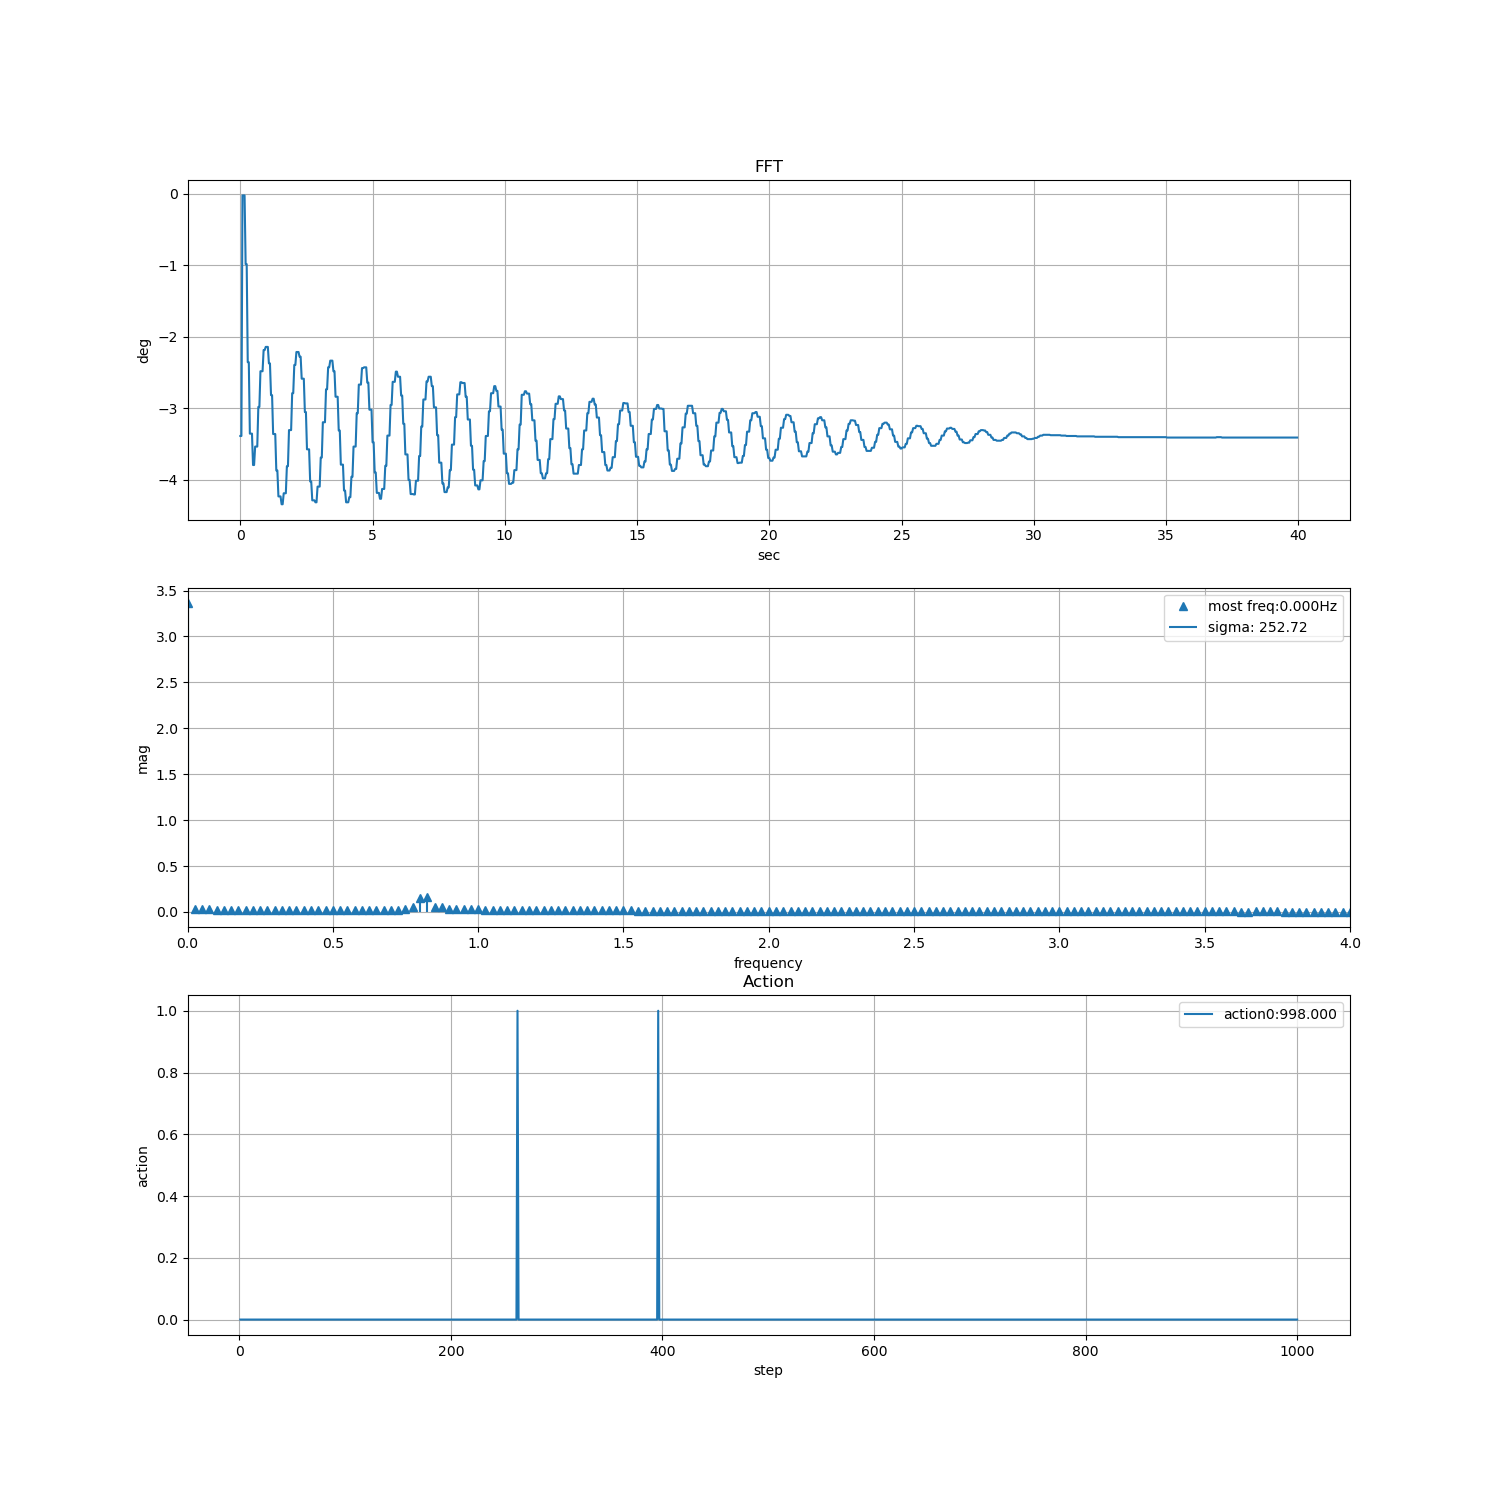 FFT
0
−1
−2
−3
−4
deg
0 5 10 15 20 25 30 35 40
sec
3.5
3.0
2.5
2.0
1.5
1.0
0.5
0.0
mag
most freq:0.000Hz
sigma: 252.72
0.0 0.5 1.0 1.5 2.0 2.5 3.0 3.5 4.0
frequency
Action
1.0
0.8
0.6
0.4
0.2
0.0
action
action0:998.000
0 200 400 600 800 1000
step